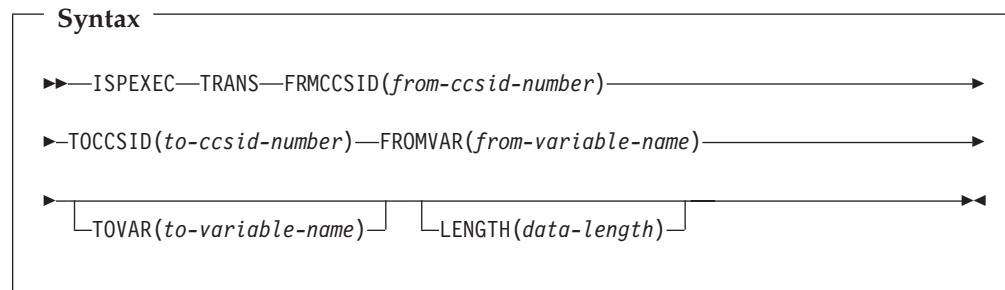 Syntax
ISPEXEC TRANS FRMCCSID(from-ccsid-number)
TOCCSID(to-ccsid-number) FROMVAR(from-variable-name)
TOVAR(to-variable-name) LENGTH(data-length)